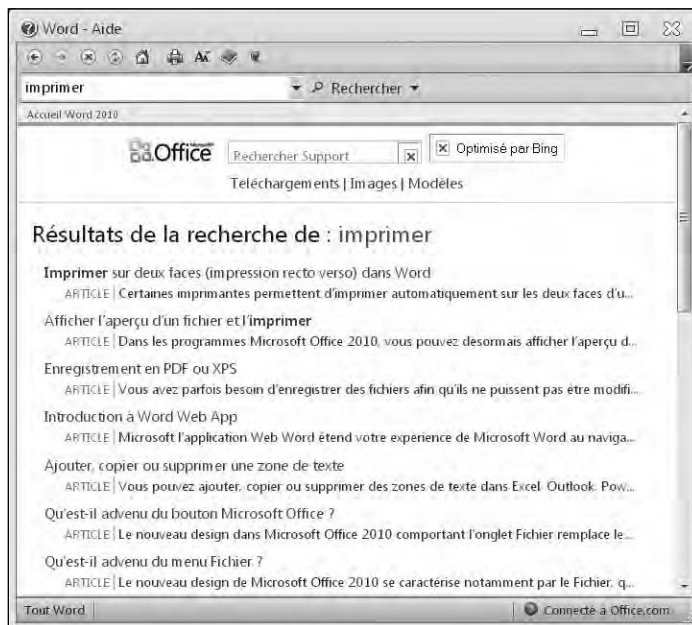 Word - Aide
imprimer Rechercher
Accueil Word 2010
Office Rechercher Support Optimisé par Bing
Téléchargements | Images | Modèles
Résultats de la recherche de : imprimer
Imprimer sur deux faces (impression recto verso) dans Word
ARTICLE | Certaines imprimantes permettent d'imprimer automatiquement sur les deux faces d'u...
Afficher l'aperçu d'un fichier et l'imprimer
ARTICLE | Dans les programmes Microsoft Office 2010, vous pouvez désormais afficher l'aperçu d...
Enregistrement en PDF ou XPS
ARTICLE | Vous avez parfois besoin d'enregistrer des fichiers afin qu'ils ne puissent pas être modifi...
Introduction à Word Web App
ARTICLE | Microsoft l'application Web Word étend votre experience de Microsoft Word au naviga...
Ajouter, copier ou supprimer une zone de texte
ARTICLE | Vous pouvez ajouter, copier ou supprimer des zones de texte dans Excel. Outlook. Pow...
Qu'est-il advenu du bouton Microsoft Office ?
ARTICLE | Le nouveau design dans Microsoft Office 2010 comportant l'onglet Fichier remplace le...
Qu'est-il advenu du menu Fichier ?
ARTICLE | Le nouveau design de Microsoft Office 2010 se caractérise notamment par le Fichier, q...
Tout Word Connecté à Office.com